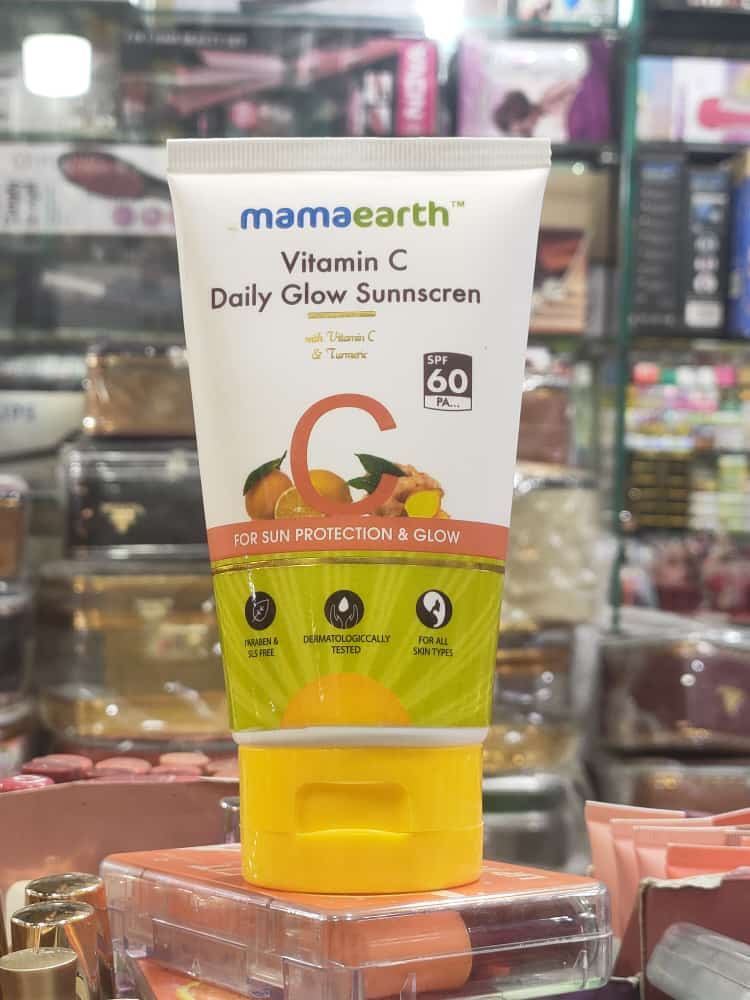 mamaearth™
Vitamin C
Daily Glow Sunnscren
with Vitamin C
& Turmeric
SPF
60
PA...
C
FOR SUN PROTECTION & GLOW
PARABEN &
SLS FREE
DERMATOLOGICCALLY
TESTED
FOR ALL
SKIN TYPES